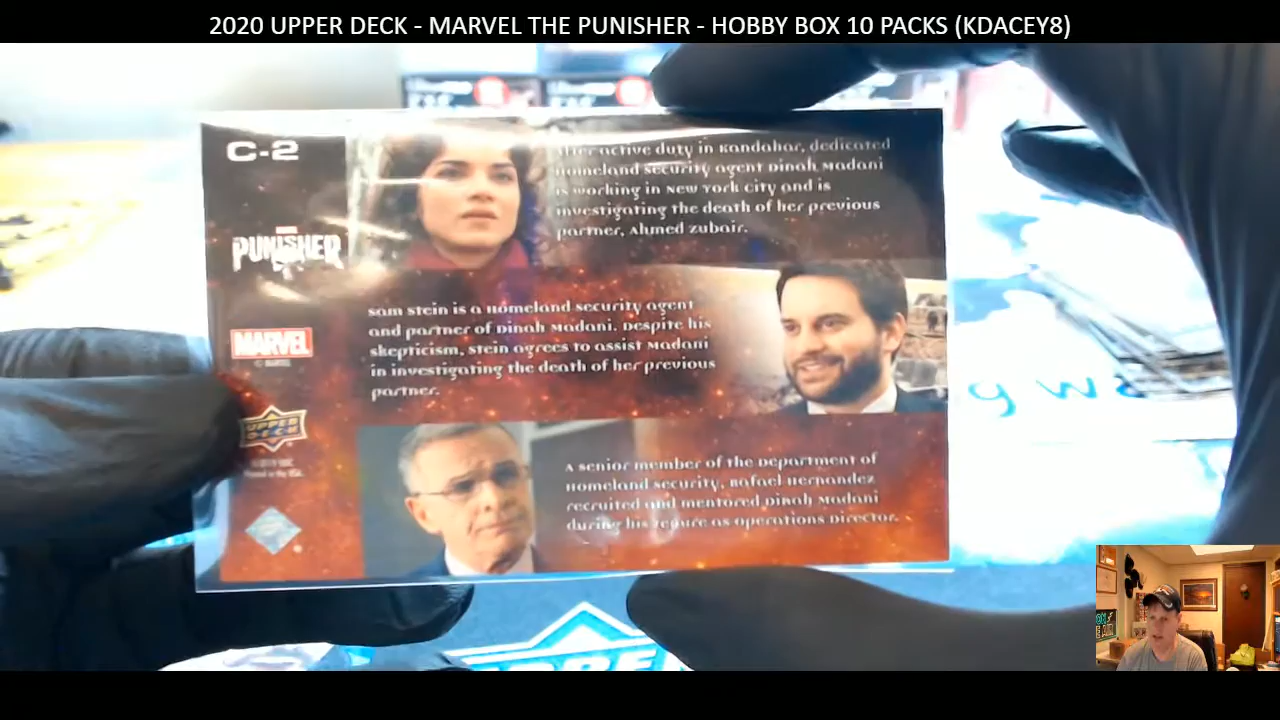 2020 UPPER DECK - MARVEL THE PUNISHER - HOBBY BOX 10 PACKS (KDACEY8)
C-2
After active duty in Kandahar, dedicated
Homeland Security Agent Dinah Madani
is working in New York City and is
investigating the death of her previous
partner, Ahmed Zubair.
MARVEL
PUNISHER
Sam Stein is a Homeland Security Agent
and partner of Dinah Madani. Despite his
skepticism, Stein agrees to assist Madani
in investigating the death of her previous
partner.
MARVEL
UPPER
DECK
A senior member of the Department of
Homeland Security, Rafael Hernandez
recruited and mentored Dinah Madani
during his tenure as Operations Director.
UPPER